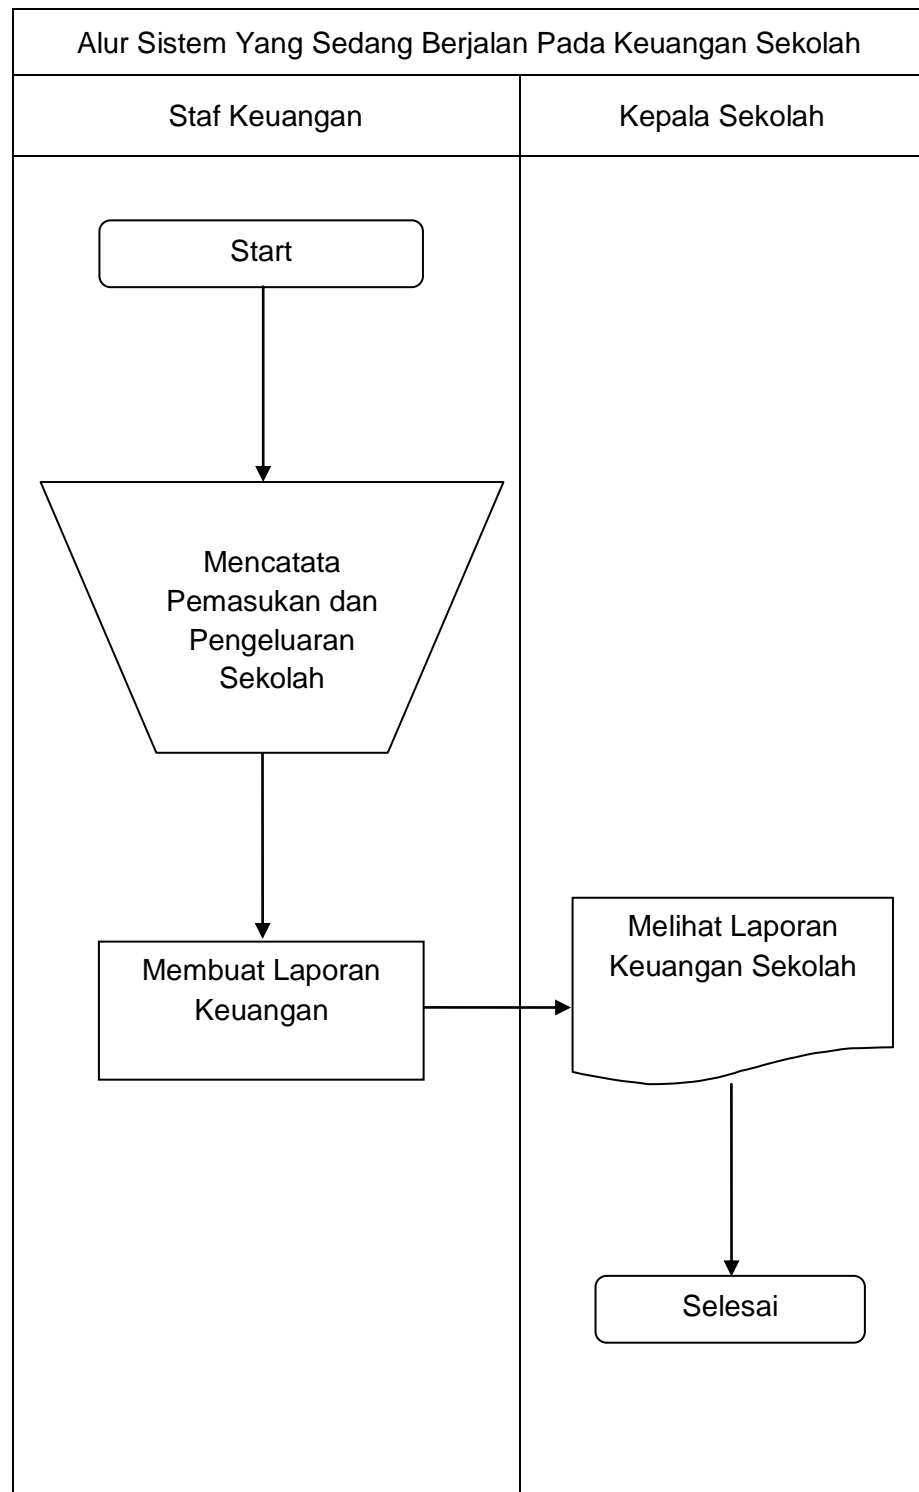 Alur Sistem Yang Sedang Berjalan Pada Keuangan Sekolah
Staf Keuangan
Kepala Sekolah
Start
Mencatata
Pemasukan dan
Pengeluaran
Sekolah
Membuat Laporan
Keuangan
Melihat Laporan
Keuangan Sekolah
Selesai